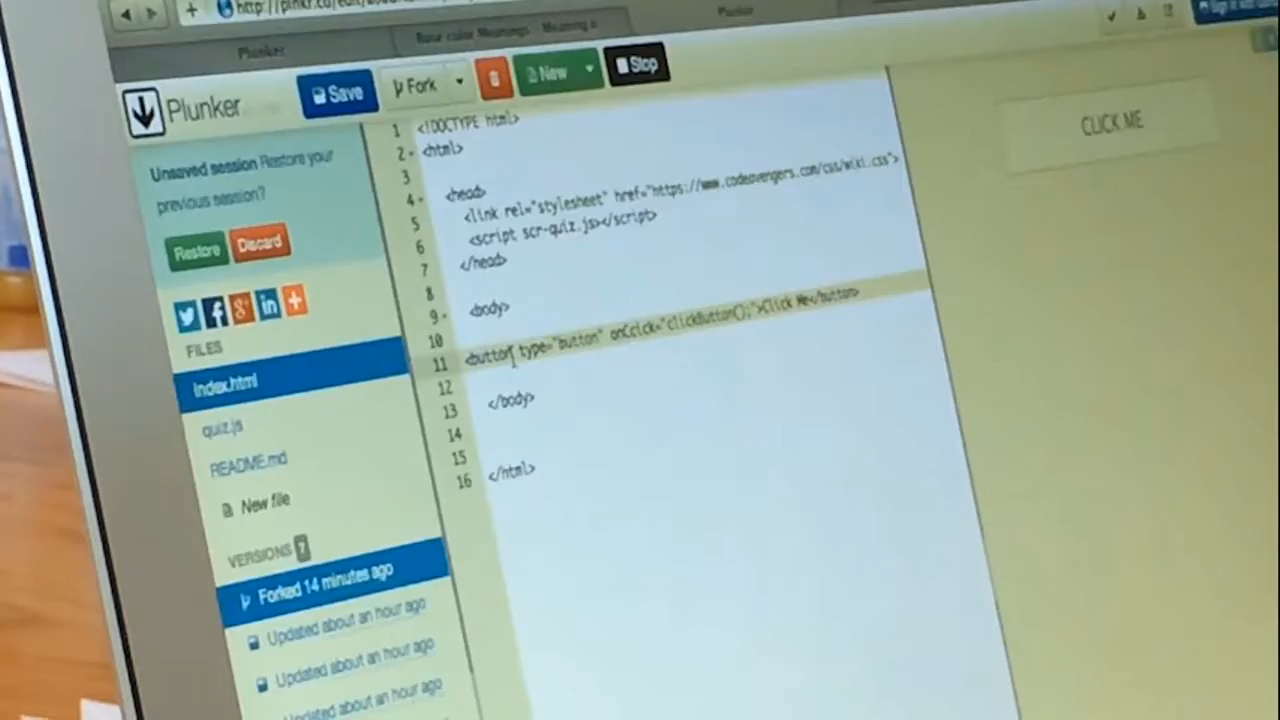 Plunker
Plunker
Plunker
Save
Fork
New
Stop
Unsaved session Restore your
previous session?
Restore
Discard
FILES
index.html
quiz.js
README.md
New file
VERSIONS 7
Forked 14 minutes ago
Updated about an hour ago
Updated about an hour ago
Updated about an hour ago
1 <!DOCTYPE html>
2 <html>
3
4 <head>
5 <link rel="stylesheet" href="https://www.codeavengers.com/css/wiki.css">
6 <script scr-quiz.js></script>
7 </head>
8
9 <body>
10
11 <button type="button" onCclck="clickButton();">Click Me</button>
12
13 </body>
14
15
16 </html>
CLICK ME